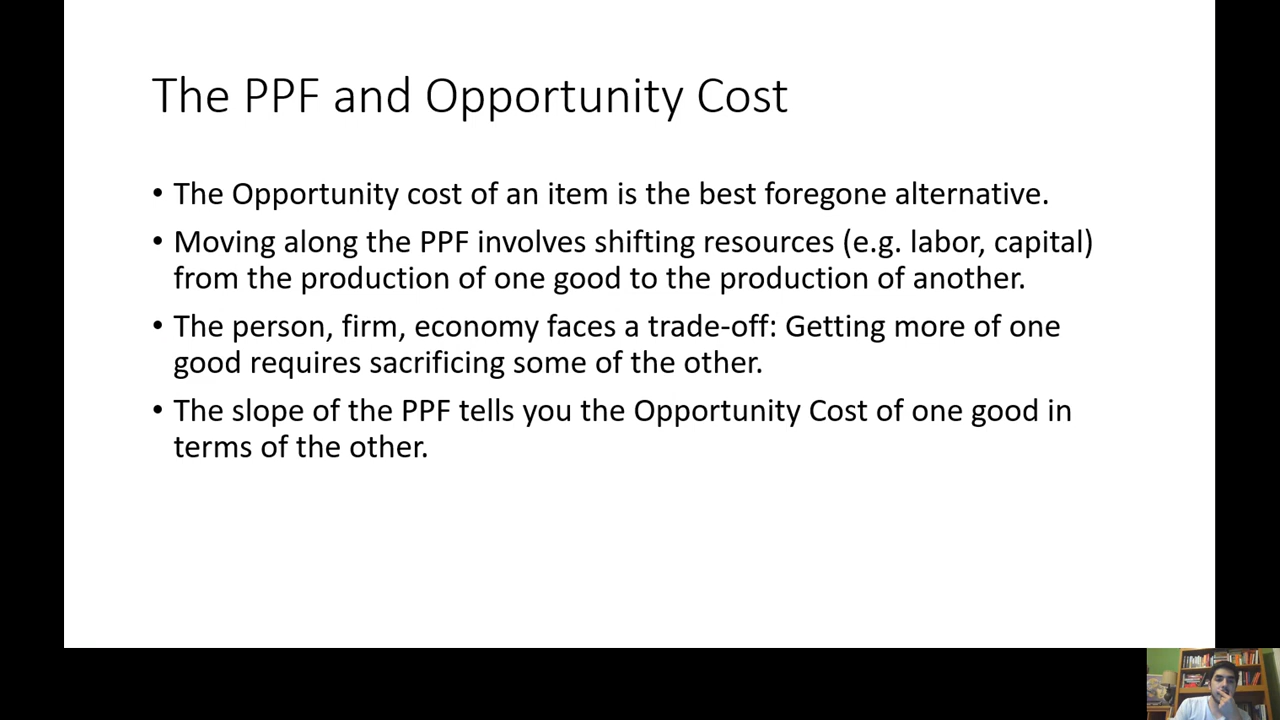 The PPF and Opportunity Cost
• The Opportunity cost of an item is the best foregone alternative.
• Moving along the PPF involves shifting resources (e.g. labor, capital)
from the production of one good to the production of another.
• The person, firm, economy faces a trade-off: Getting more of one
good requires sacrificing some of the other.
• The slope of the PPF tells you the Opportunity Cost of one good in
terms of the other.